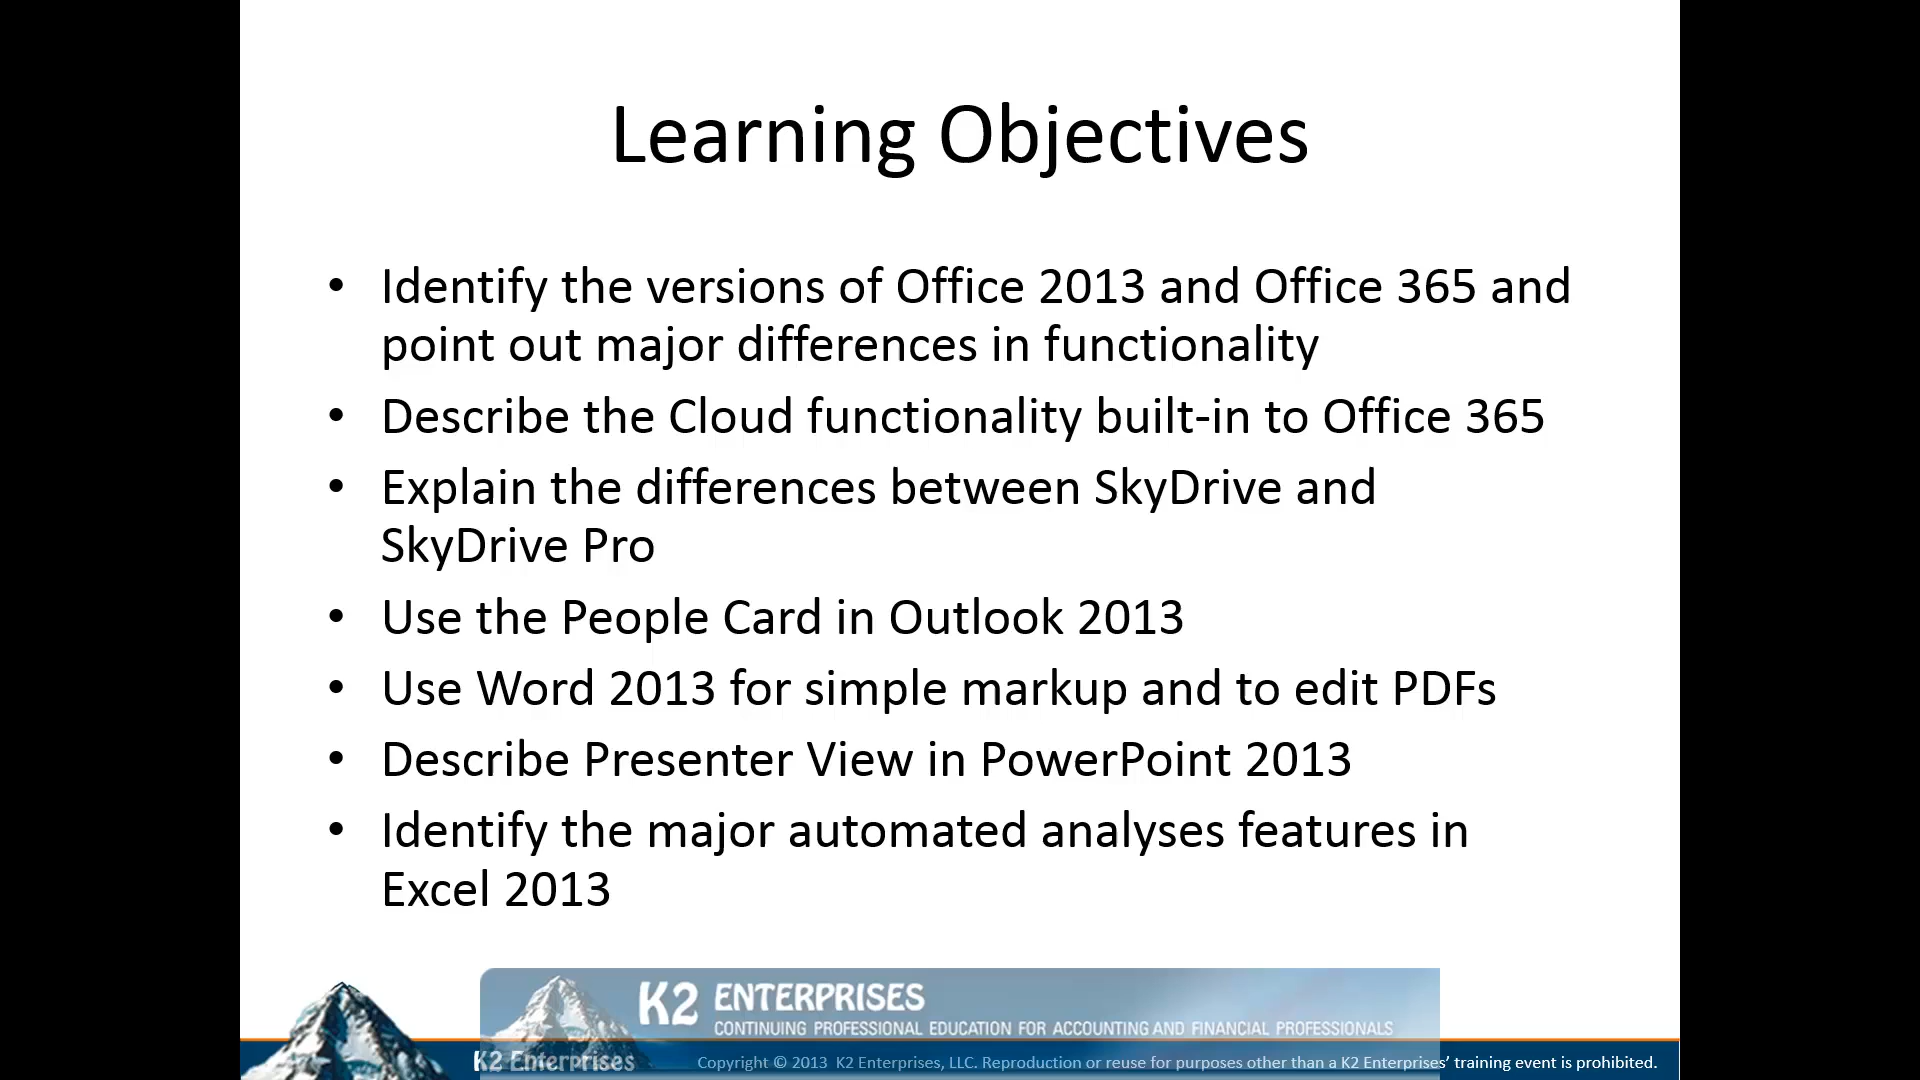 Learning Objectives
• Identify the versions of Office 2013 and Office 365 and
point out major differences in functionality
• Describe the Cloud functionality built-in to Office 365
• Explain the differences between SkyDrive and
SkyDrive Pro
• Use the People Card in Outlook 2013
• Use Word 2013 for simple markup and to edit PDFs
• Describe Presenter View in PowerPoint 2013
• Identify the major automated analyses features in
Excel 2013
K2 ENTERPRISES
CONTINUING PROFESSIONAL EDUCATION FOR ACCOUNTING AND FINANCIAL PROFESSIONALS
K2 Enterprises
Copyright © 2013 K2 Enterprises, LLC. Reproduction or reuse for purposes other than a K2 Enterprises’ training event is prohibited.